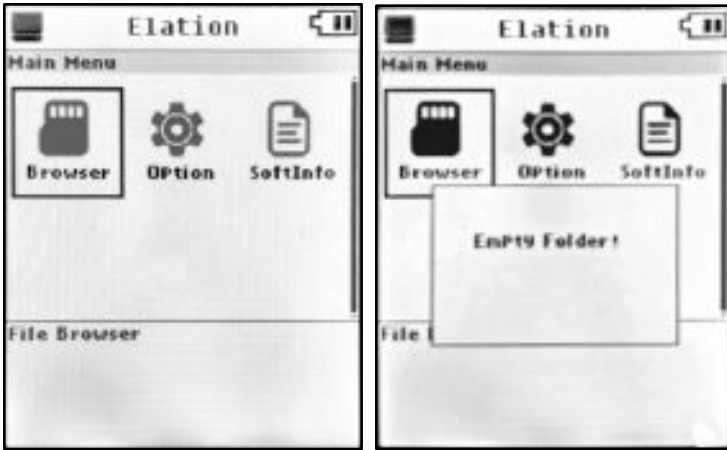 Elation
Main Menu
Browser Option SoftInfo
File Browser
Elation
Main Menu
Browser Option SoftInfo
Empty Folder!
File